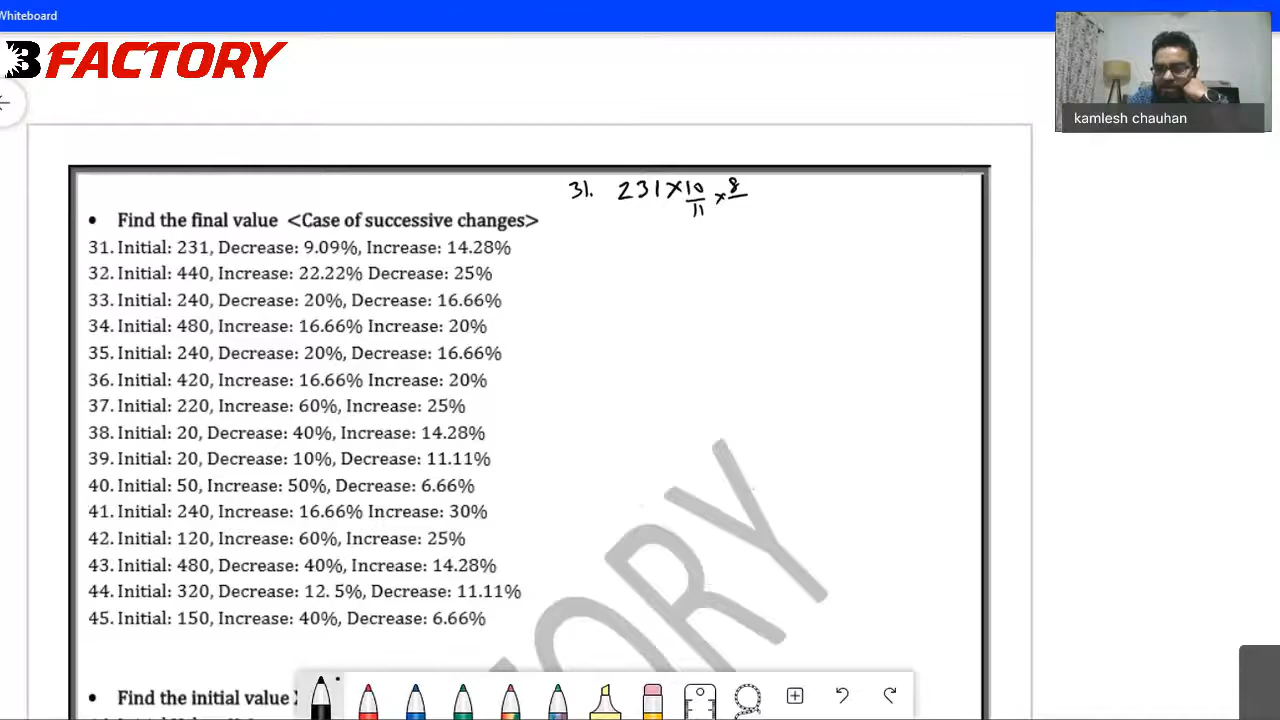 Whiteboard
3FACTORY
kamlesh chauhan
31. 231×10/11×8/
• Find the final value <Case of successive changes>
31. Initial: 231, Decrease: 9.09%, Increase: 14.28%
32. Initial: 440, Increase: 22.22% Decrease: 25%
33. Initial: 240, Decrease: 20%, Decrease: 16.66%
34. Initial: 480, Increase: 16.66% Increase: 20%
35. Initial: 240, Decrease: 20%, Decrease: 16.66%
36. Initial: 420, Increase: 16.66% Increase: 20%
37. Initial: 220, Increase: 60%, Increase: 25%
38. Initial: 20, Decrease: 40%, Increase: 14.28%
39. Initial: 20, Decrease: 10%, Decrease: 11.11%
40. Initial: 50, Increase: 50%, Decrease: 6.66%
41. Initial: 240, Increase: 16.66% Increase: 30%
42. Initial: 120, Increase: 60%, Increase: 25%
43. Initial: 480, Decrease: 40%, Increase: 14.28%
44. Initial: 320, Decrease: 12. 5%, Decrease: 11.11%
45. Initial: 150, Increase: 40%, Decrease: 6.66%
TORY
• Find the initial value